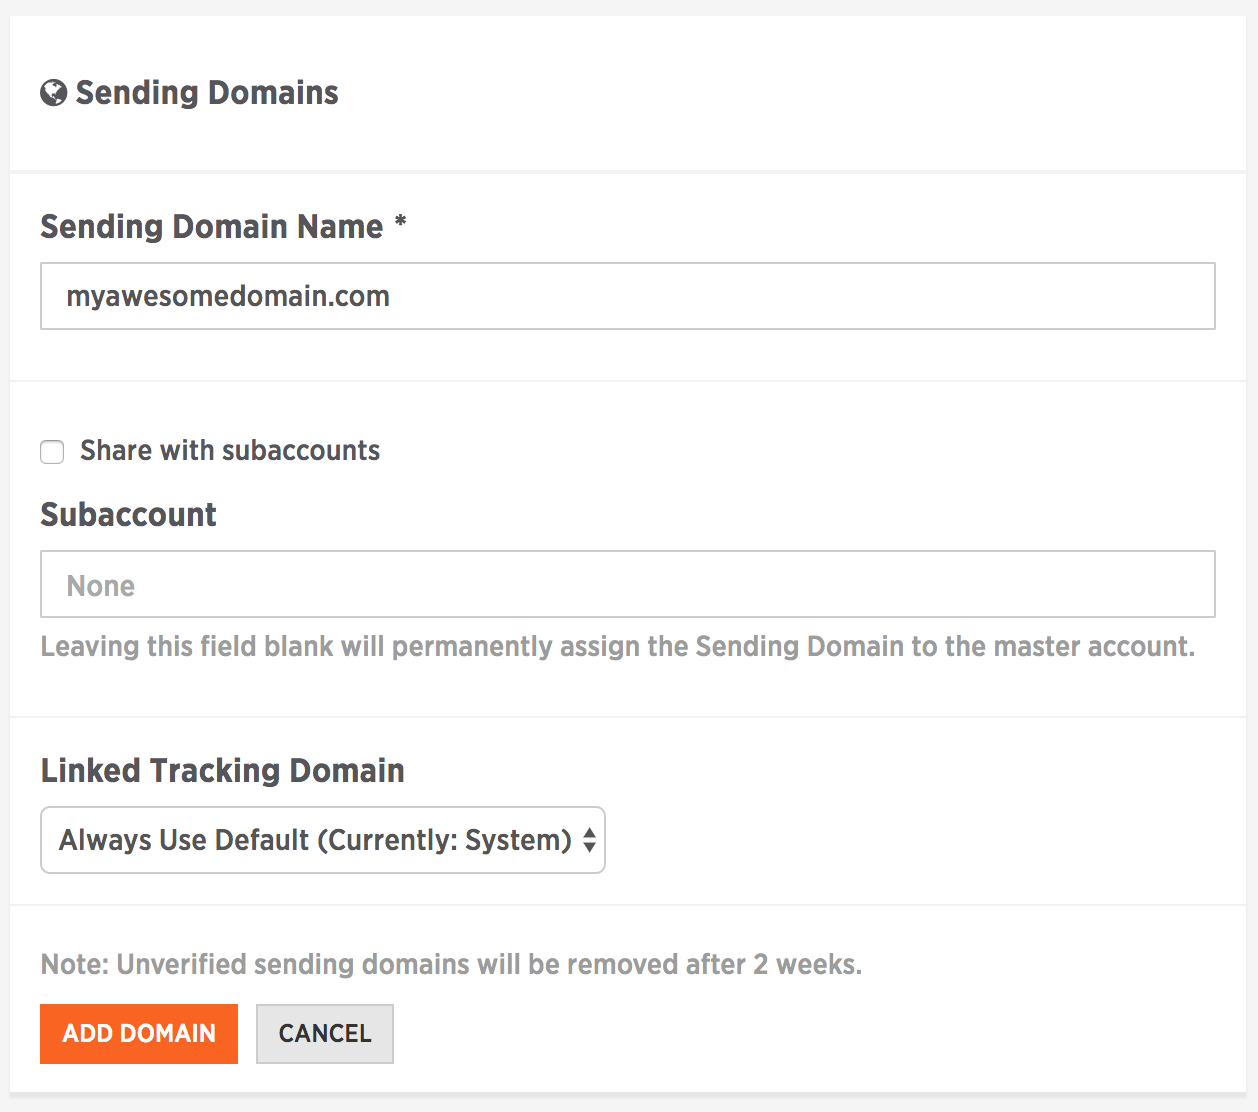 Sending Domains
Sending Domain Name *
myawesomedomain.com
Share with subaccounts
Subaccount
None
Leaving this field blank will permanently assign the Sending Domain to the master account.
Linked Tracking Domain
Always Use Default (Currently: System)
Note: Unverified sending domains will be removed after 2 weeks.
ADD DOMAIN CANCEL